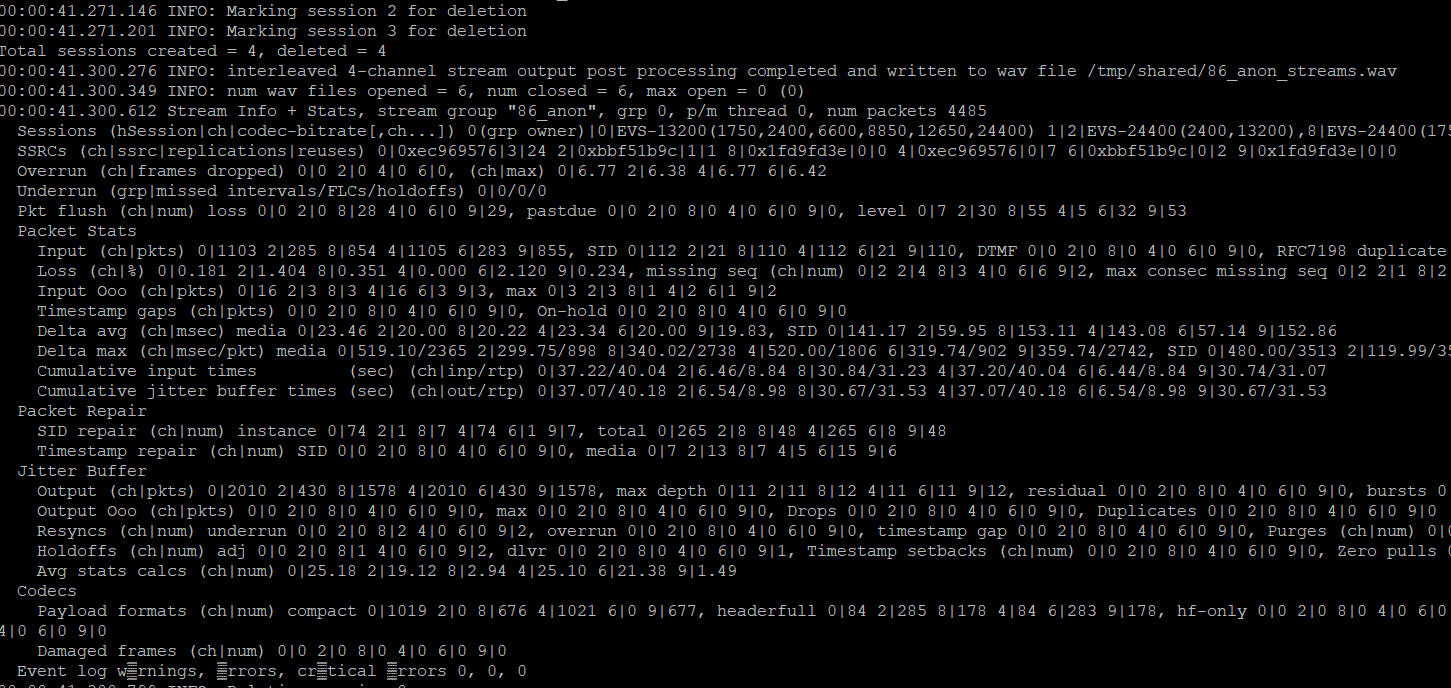 00:00:41.271.146 INFO: Marking session 2 for deletion
00:00:41.271.201 INFO: Marking session 3 for deletion
Total sessions created = 4, deleted = 4
00:00:41.300.276 INFO: interleaved 4-channel stream output post processing completed and written to wav file /tmp/shared/86_anon_streams.wav
00:00:41.300.349 INFO: num wav files opened = 6, num closed = 6, max open = 0 (0)
00:00:41.300.612 Stream Info + Stats, stream group "86_anon", grp 0, p/m thread 0, num packets 4485
Sessions (hSession|ch|codec-bitrate[,ch...]) 0(grp owner)|0|EVS-13200(1750,2400,6600,8850,12650,24400) 1|2|EVS-24400(2400,13200),8|EVS-24400(175
SSRCs (ch|ssrc|replications|reuses) 0|0xec969576|3|24 2|0xbbf51b9c|1|1 8|0x1fd9fd3e|0|0 4|0xec969576|0|7 6|0xbbf51b9c|0|2 9|0x1fd9fd3e|0|0
Overrun (ch|frames dropped) 0|0 2|0 4|0 6|0, (ch|max) 0|6.77 2|6.38 4|6.77 6|6.42
Underrun (grp|missed intervals/FLCs/holdoffs) 0|0/0/0
Pkt flush (ch|num) loss 0|0 2|0 8|28 4|0 6|0 9|29, pastdue 0|0 2|0 8|0 4|0 6|0 9|0, level 0|7 2|30 8|55 4|5 6|32 9|53
Packet Stats
Input (ch|pkts) 0|1103 2|285 8|854 4|1105 6|283 9|855, SID 0|112 2|21 8|110 4|112 6|21 9|110, DTMF 0|0 2|0 8|0 4|0 6|0 9|0, RFC7198 duplicate
Loss (ch|%) 0|0.181 2|1.404 8|0.351 4|0.000 6|2.120 9|0.234, missing seq (ch|num) 0|2 2|4 8|3 4|0 6|6 9|2, max consec missing seq 0|2 2|1 8|2
Input Ooo (ch|pkts) 0|16 2|3 8|3 4|16 6|3 9|3, max 0|3 2|3 8|1 4|2 6|1 9|2
Timestamp gaps (ch|pkts) 0|0 2|0 8|0 4|0 6|0 9|0, On-hold 0|0 2|0 8|0 4|0 6|0 9|0
Delta avg (ch|msec) media 0|23.46 2|20.00 8|20.22 4|23.34 6|20.00 9|19.83, SID 0|141.17 2|59.95 8|153.11 4|143.08 6|57.14 9|152.86
Delta max (ch|msec/pkt) media 0|519.10/2365 2|299.75/898 8|340.02/2738 4|520.00/1806 6|319.74/902 9|359.74/2742, SID 0|480.00/3513 2|119.99/35
Cumulative input times (sec) (ch|inp/rtp) 0|37.22/40.04 2|6.46/8.84 8|30.84/31.23 4|37.20/40.04 6|6.44/8.84 9|30.74/31.07
Cumulative jitter buffer times (sec) (ch|out/rtp) 0|37.07/40.18 2|6.54/8.98 8|30.67/31.53 4|37.07/40.18 6|6.54/8.98 9|30.67/31.53
Packet Repair
SID repair (ch|num) instance 0|74 2|1 8|7 4|74 6|1 9|7, total 0|265 2|8 8|48 4|265 6|8 9|48
Timestamp repair (ch|num) SID 0|0 2|0 8|0 4|0 6|0 9|0, media 0|7 2|13 8|7 4|5 6|15 9|6
Jitter Buffer
Output (ch|pkts) 0|2010 2|430 8|1578 4|2010 6|430 9|1578, max depth 0|11 2|11 8|12 4|11 6|11 9|12, residual 0|0 2|0 8|0 4|0 6|0 9|0, bursts 0
Output Ooo (ch|pkts) 0|0 2|0 8|0 4|0 6|0 9|0, max 0|0 2|0 8|0 4|0 6|0 9|0, Drops 0|0 2|0 8|0 4|0 6|0 9|0, Duplicates 0|0 2|0 8|0 4|0 6|0 9|0
Resyncs (ch|num) underrun 0|0 2|0 8|2 4|0 6|0 9|2, overrun 0|0 2|0 8|0 4|0 6|0 9|0, timestamp gap 0|0 2|0 8|0 4|0 6|0 9|0, Purges (ch|num) 0|
Holdoffs (ch|num) adj 0|0 2|0 8|1 4|0 6|0 9|2, dlvr 0|0 2|0 8|0 4|0 6|0 9|1, Timestamp setbacks (ch|num) 0|0 2|0 8|0 4|0 6|0 9|0, Zero pulls
Avg stats calcs (ch|num) 0|25.18 2|19.12 8|2.94 4|25.10 6|21.38 9|1.49
Codecs
Payload formats (ch|num) compact 0|1019 2|0 8|676 4|1021 6|0 9|677, headerfull 0|84 2|285 8|178 4|84 6|283 9|178, hf-only 0|0 2|0 8|0 4|0 6|0
4|0 6|0 9|0
Damaged frames (ch|num) 0|0 2|0 8|0 4|0 6|0 9|0
Event log w▒rnings, ▒rrors, cr▒tical ▒rrors 0, 0, 0